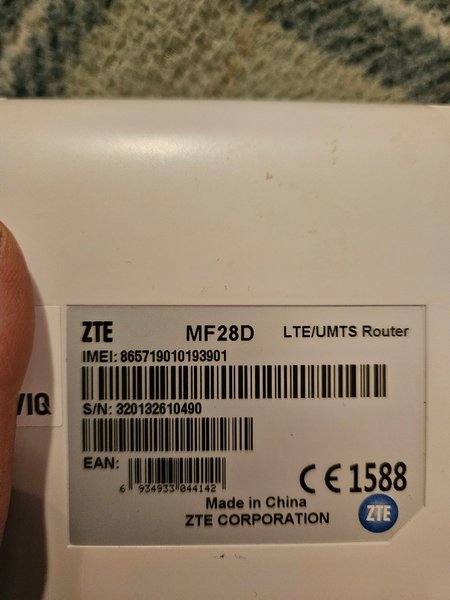 ZTE MF28D LTE/UMTS Router
IMEI: 865719010193901
VIQ
S/N: 320132610490
EAN:
6 934933 044142
CE 1588
Made in China
ZTE CORPORATION
ZTE